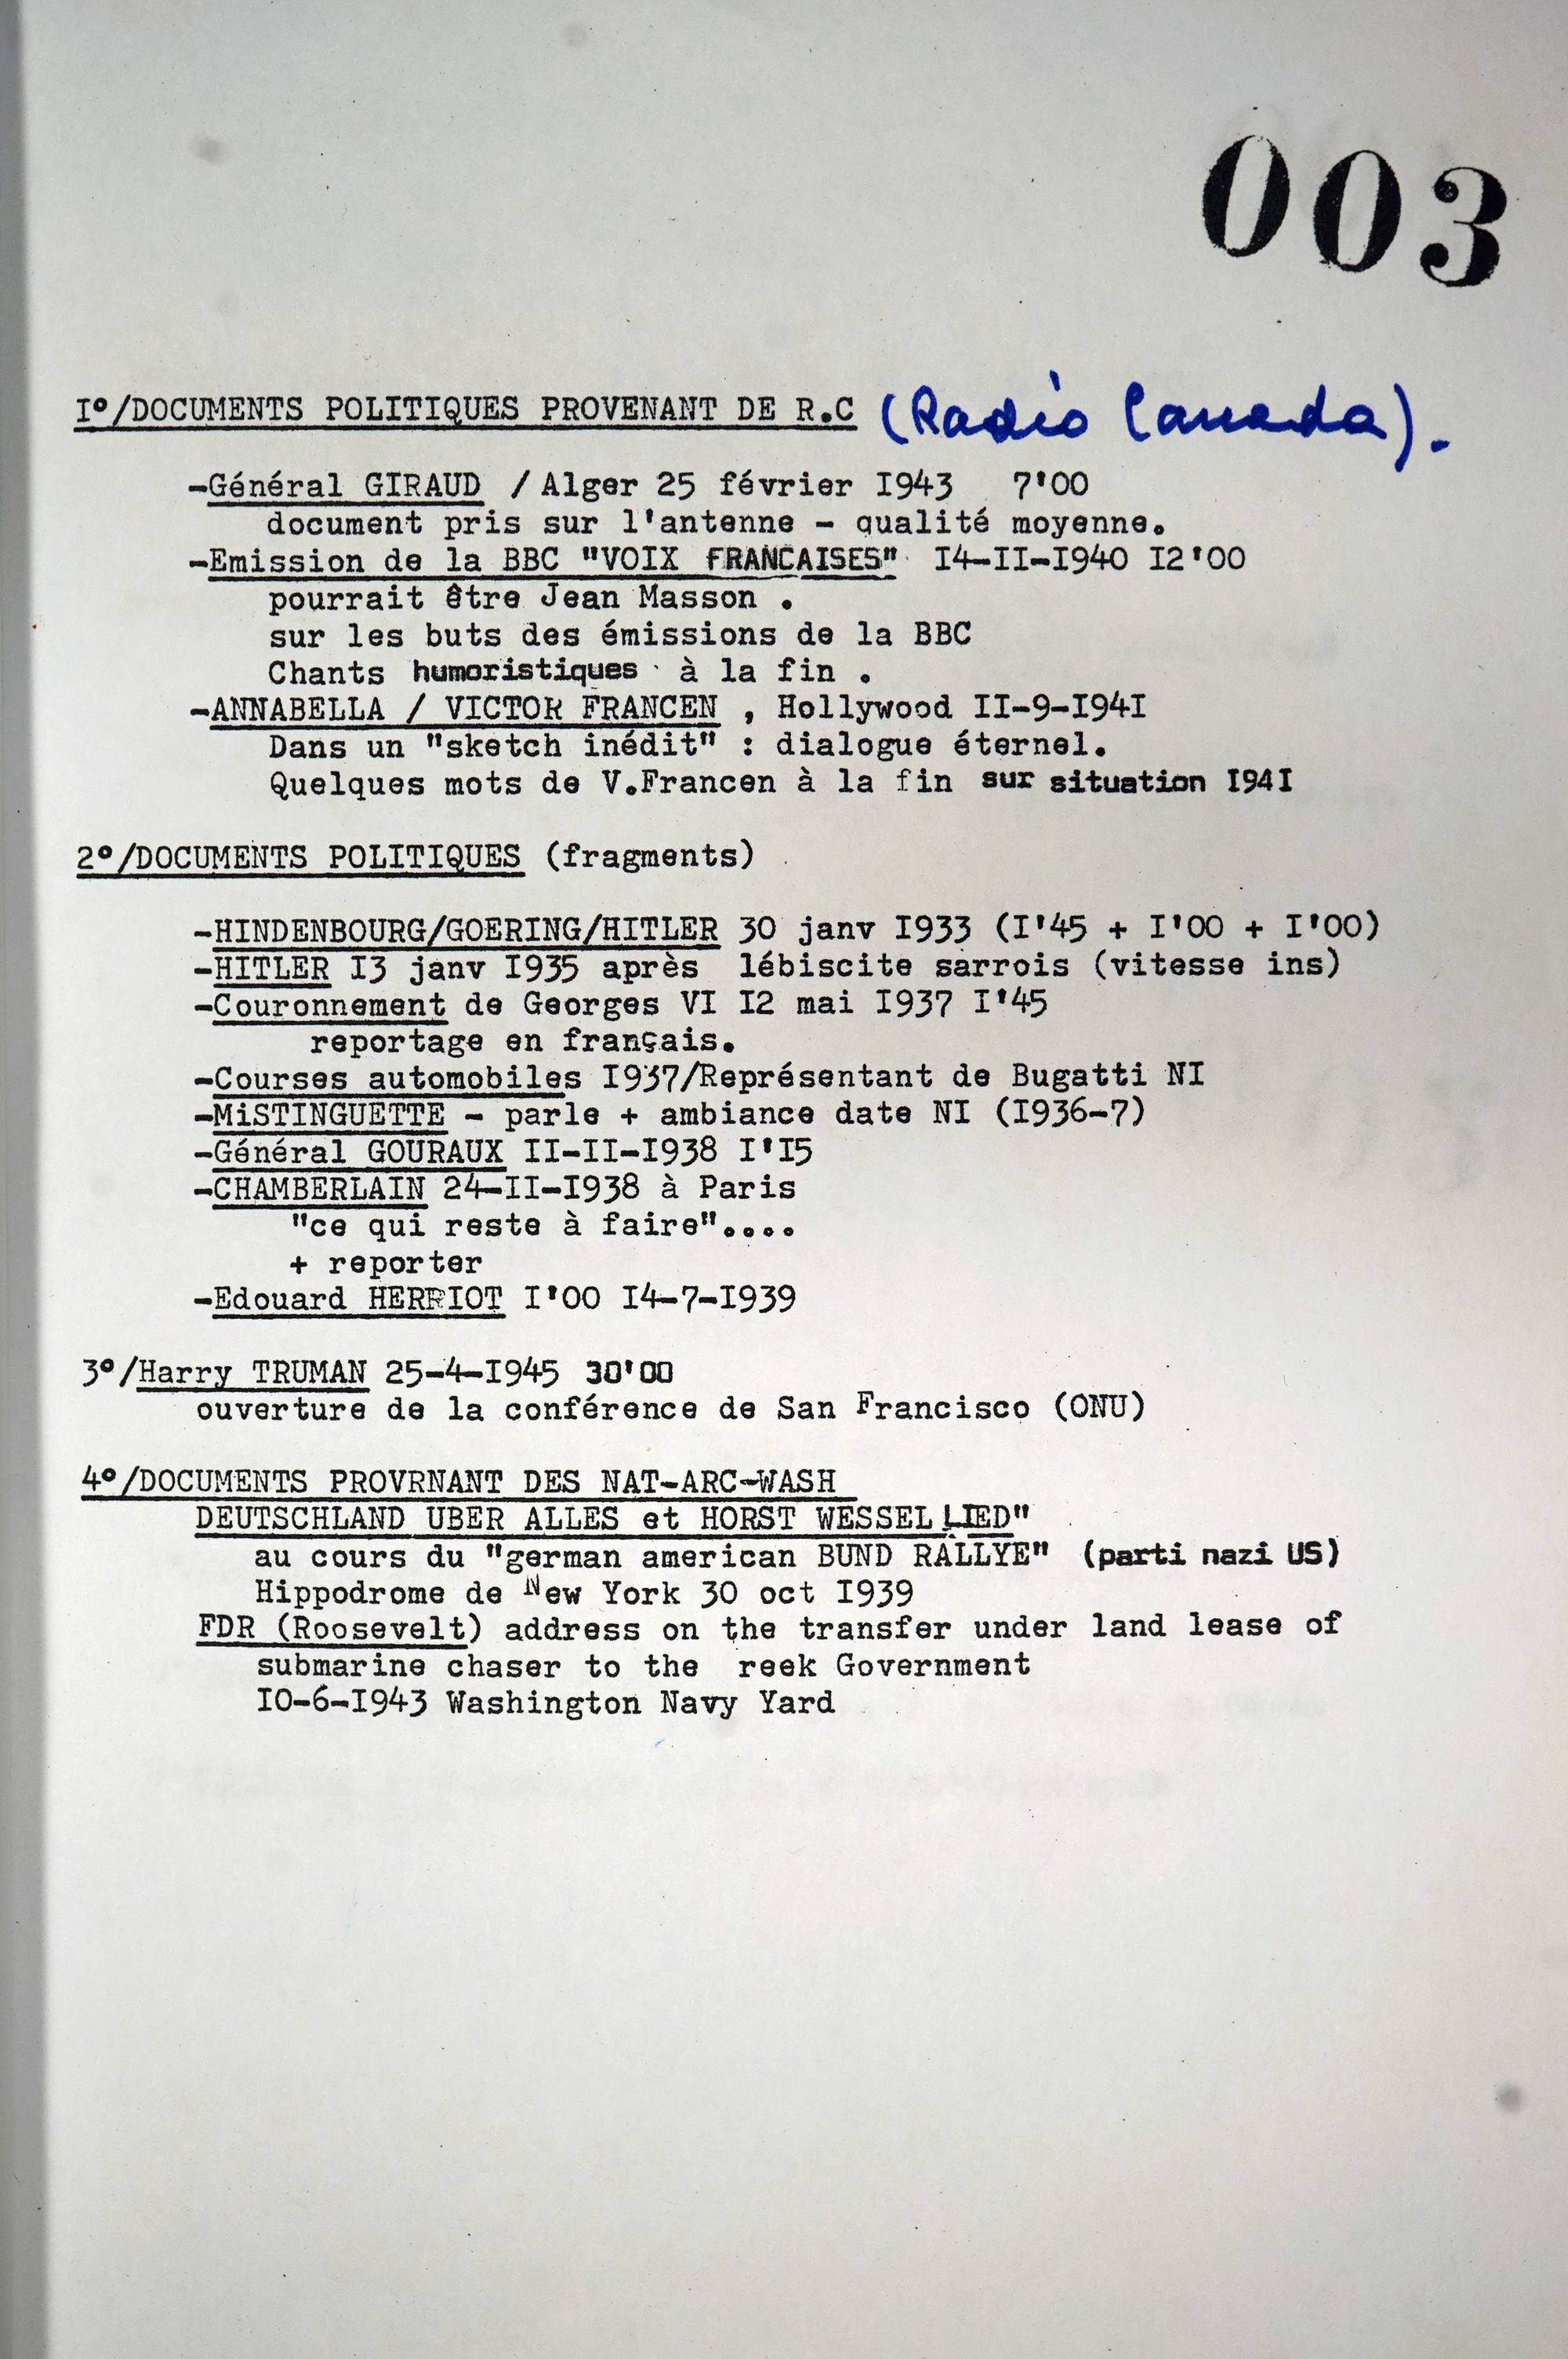 003
I°/DOCUMENTS POLITIQUES PROVENANT DE R.C (Radio Canada).
-Général GIRAUD / Alger 25 février I943 7'00
document pris sur l'antenne - qualité moyenne.
-Emission de la BBC "VOIX FRANCAISES" I4-II-I940 I2'00
pourrait être Jean Masson .
sur les buts des émissions de la BBC
Chants humoristiques à la fin .
-ANNABELLA / VICTOR FRANCEN , Hollywood II-9-I94I
Dans un "sketch inédit" : dialogue éternel.
Quelques mots de V.Francen à la fin sur situation I94I
2°/DOCUMENTS POLITIQUES (fragments)
-HINDENBOURG/GOERING/HITLER 30 janv I933 (I'45 + I'00 + I'00)
-HITLER I3 janv I935 après lébiscite sarrois (vitesse ins)
-Couronnement de Georges VI I2 mai I937 I'45
reportage en français.
-Courses automobiles I937/Représentant de Bugatti NI
-MiSTINGUETTE - parle + ambiance date NI (I936-7)
-Général GOURAUX II-II-I938 I'I5
-CHAMBERLAIN 24-II-I938 à Paris
"ce qui reste à faire"....
+ reporter
-Edouard HERRIOT I'00 I4-7-I939
3°/Harry TRUMAN 25-4-I945 30'00
ouverture de la conférence de San Francisco (ONU)
4°/DOCUMENTS PROVRNANT DES NAT-ARC-WASH
DEUTSCHLAND UBER ALLES et HORST WESSEL LIED"
au cours du "german american BUND RALLYE" (parti nazi US)
Hippodrome de New York 30 oct I939
FDR (Roosevelt) address on the transfer under land lease of
submarine chaser to the reek Government
IO-6-I943 Washington Navy Yard